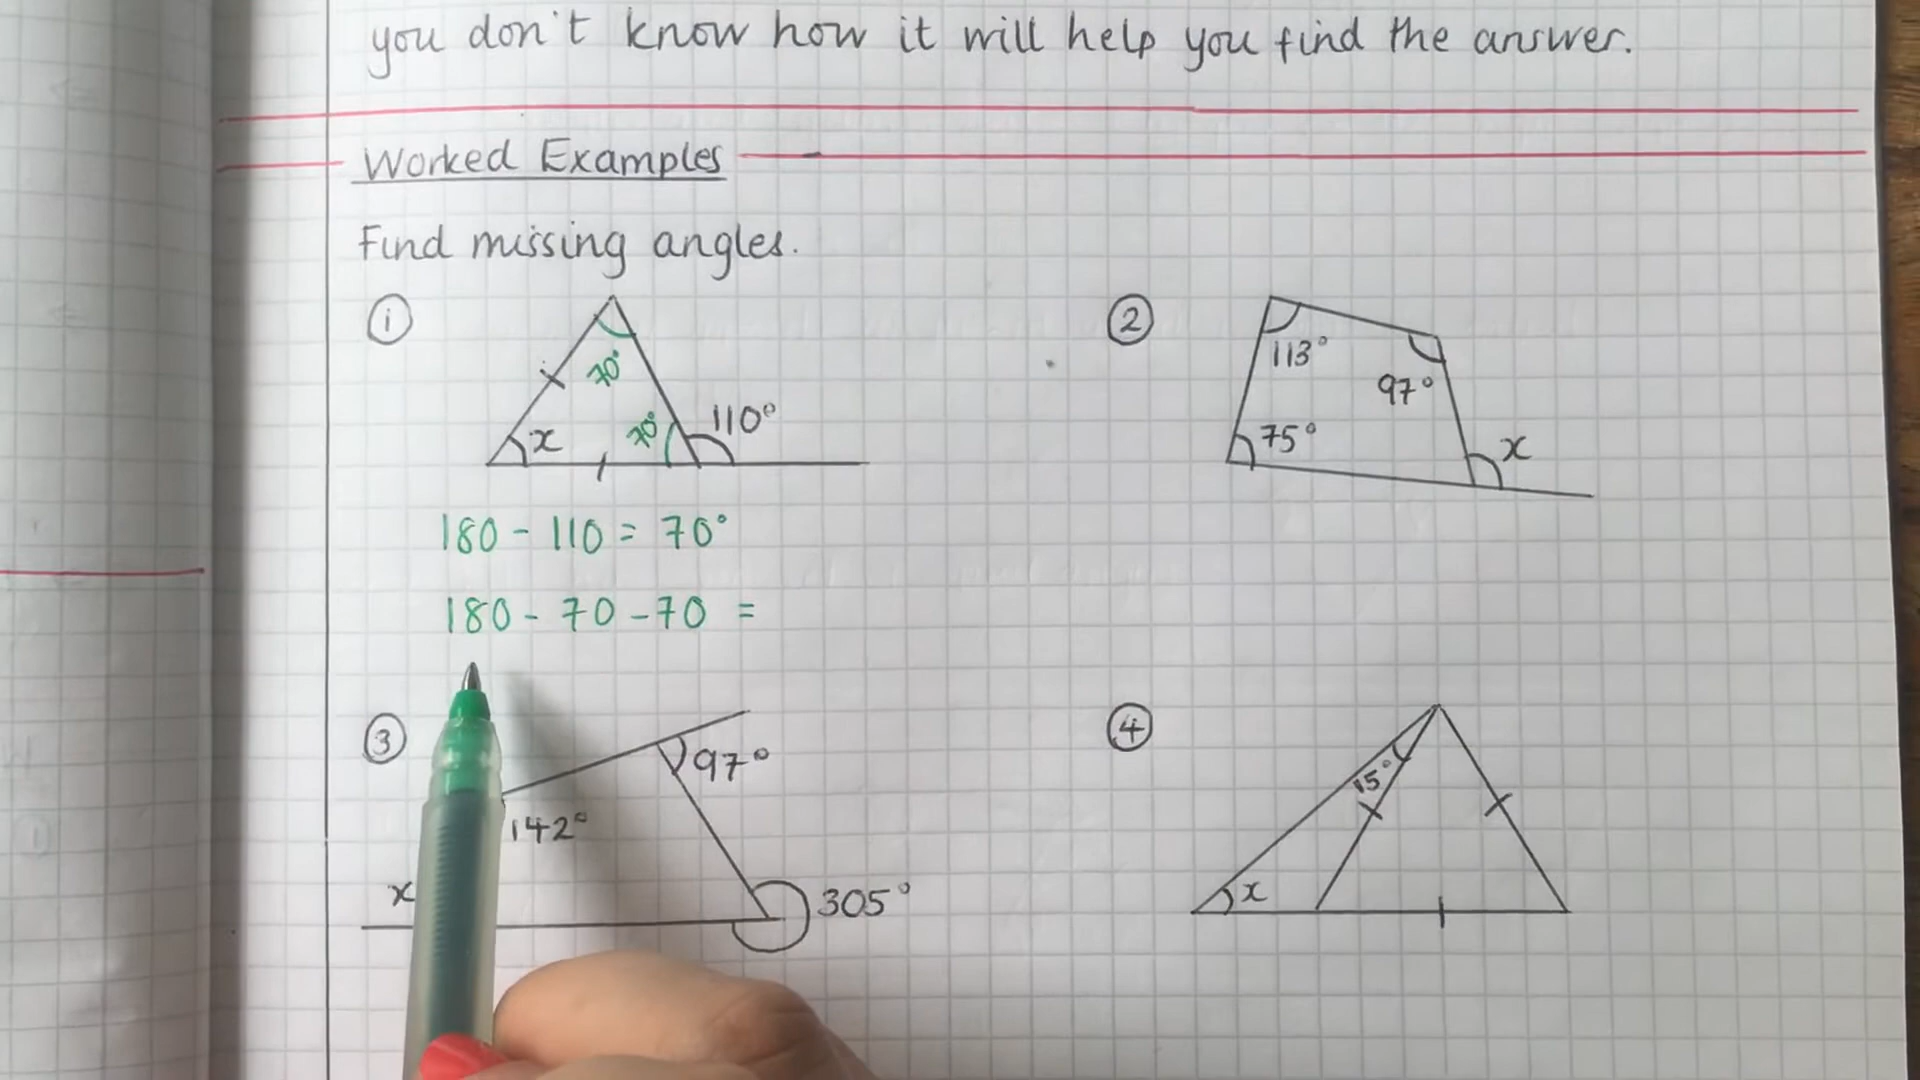 you don't know how it will help you find the answer.
Worked Examples
Find missing angles.
1
70°
x
70°
110°
180 - 110 = 70°
180 - 70 - 70 =
2
113°
97°
75°
x
3
97°
142°
x
305°
4
15°
x